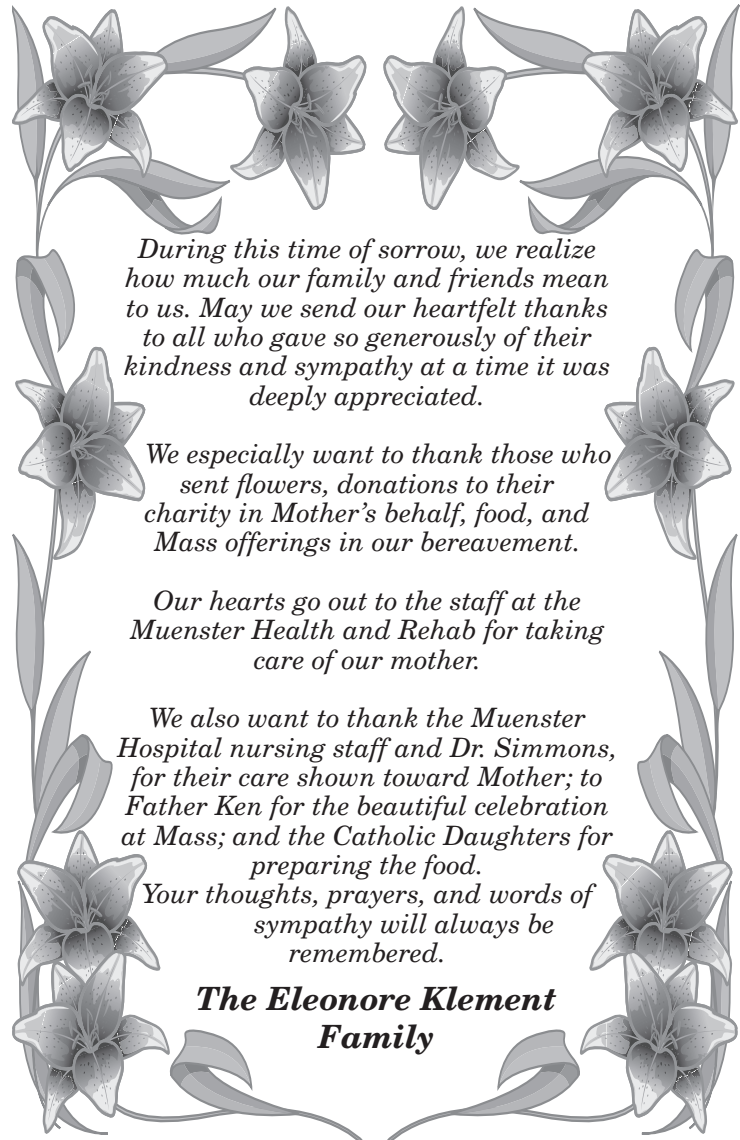 During this time of sorrow, we realize
how much our family and friends mean
to us. May we send our heartfelt thanks
to all who gave so generously of their
kindness and sympathy at a time it was
deeply appreciated.
We especially want to thank those who
sent flowers, donations to their
charity in Mother's behalf, food, and
Mass offerings in our bereavement.
Our hearts go out to the staff at the
Muenster Health and Rehab for taking
care of our mother.
We also want to thank the Muenster
Hospital nursing staff and Dr. Simmons,
for their care shown toward Mother; to
Father Ken for the beautiful celebration
at Mass; and the Catholic Daughters for
preparing the food.
Your thoughts, prayers, and words of
sympathy will always be
remembered.
The Eleonore Klement
Family